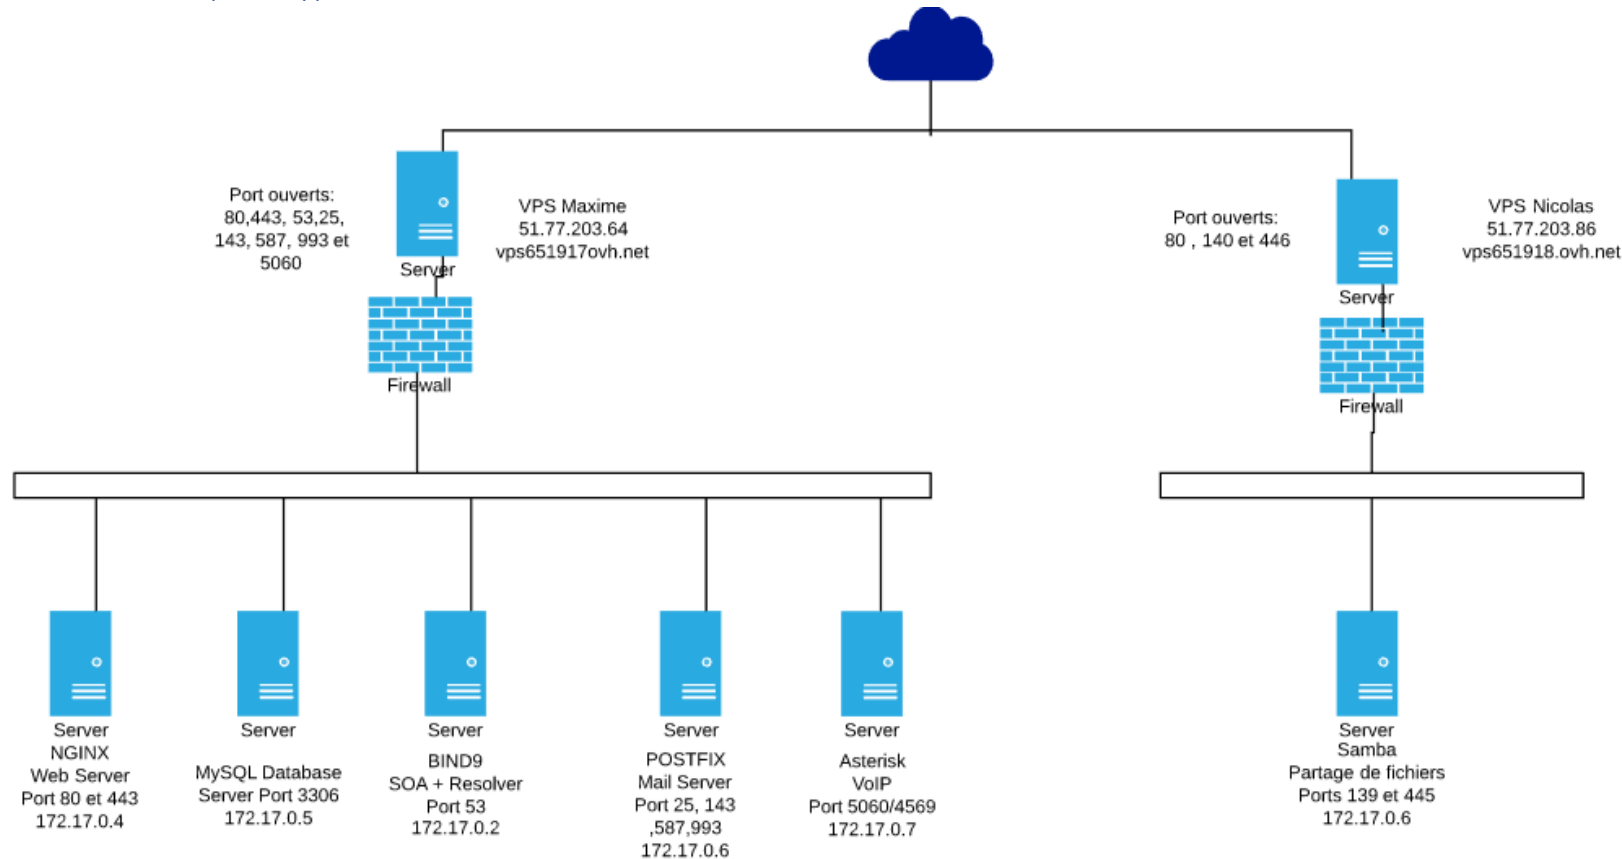 Port ouverts:
80,443, 53,25,
143, 587, 993 et
5060
VPS Maxime
51.77.203.64
vps651917ovh.net
Server
Firewall
Port ouverts:
80 , 140 et 446
VPS Nicolas
51.77.203.86
vps651918.ovh.net
Server
Firewall
Server
NGINX
Web Server
Port 80 et 443
172.17.0.4
Server
MySQL Database
Server Port 3306
172.17.0.5
Server
BIND9
SOA + Resolver
Port 53
172.17.0.2
Server
POSTFIX
Mail Server
Port 25, 143
,587,993
172.17.0.6
Server
Asterisk
VoIP
Port 5060/4569
172.17.0.7
Server
Samba
Partage de fichiers
Ports 139 et 445
172.17.0.6